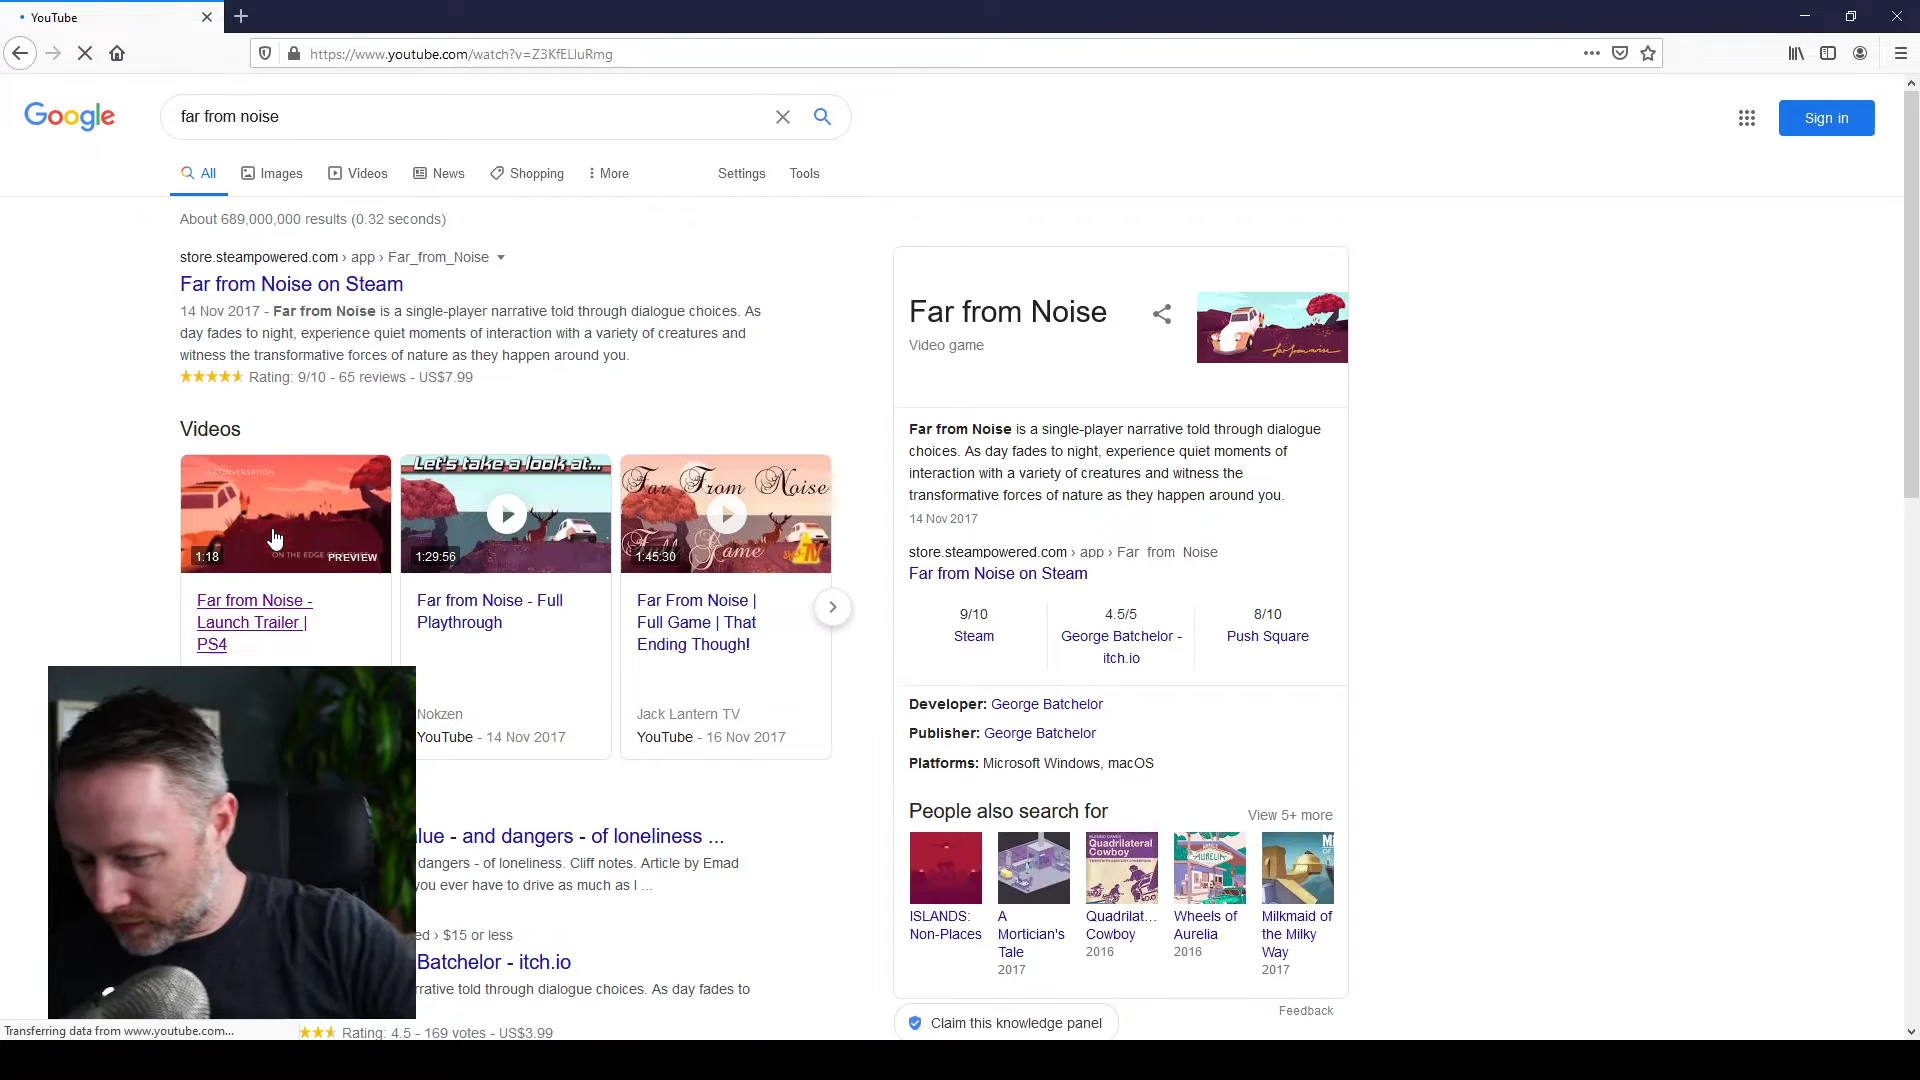 YouTube
https://www.youtube.com/watch?v=Z3KfELluRmg
Google
far from noise
Sign in
All
Images
Videos
News
Shopping
More
Settings
Tools
About 689,000,000 results (0.32 seconds)
store.steampowered.com › app › Far_from_Noise
Far from Noise on Steam
14 Nov 2017 - Far from Noise is a single-player narrative told through dialogue choices. As
day fades to night, experience quiet moments of interaction with a variety of creatures and
witness the transformative forces of nature as they happen around you.
Rating: 9/10 - 65 reviews - US$7.99
Videos
A CONVERSATION
ON THE EDGE OF
1:18
PREVIEW
Far from Noise -
Launch Trailer |
PS4
Let's take a look at...
1:29:56
Far from Noise - Full
Playthrough
Nokzen
YouTube - 14 Nov 2017
Far From Noise
Full Game
TV
1:45:30
Far From Noise |
Full Game | That
Ending Though!
Jack Lantern TV
YouTube - 16 Nov 2017
lue - and dangers - of loneliness ...
dangers - of loneliness. Cliff notes. Article by Emad
you ever have to drive as much as I ...
ed › $15 or less
Batchelor - itch.io
rrative told through dialogue choices. As day fades to
Rating: 4.5 - 169 votes - US$3.99
Far from Noise
Video game
far from noise
Far from Noise is a single-player narrative told through dialogue
choices. As day fades to night, experience quiet moments of
interaction with a variety of creatures and witness the
transformative forces of nature as they happen around you.
14 Nov 2017
store.steampowered.com › app › Far_from_Noise
Far from Noise on Steam
9/10
Steam
4.5/5
George Batchelor -
itch.io
8/10
Push Square
Developer: George Batchelor
Publisher: George Batchelor
Platforms: Microsoft Windows, macOS
People also search for
View 5+ more
Quadrilateral
Cowboy
AURELIA
ISLANDS:
Non-Places
A
Mortician's
Tale
2017
Quadrilat...
Cowboy
2016
Wheels of
Aurelia
2016
Milkmaid of
the Milky
Way
2017
Feedback
Claim this knowledge panel
Transferring data from www.youtube.com...